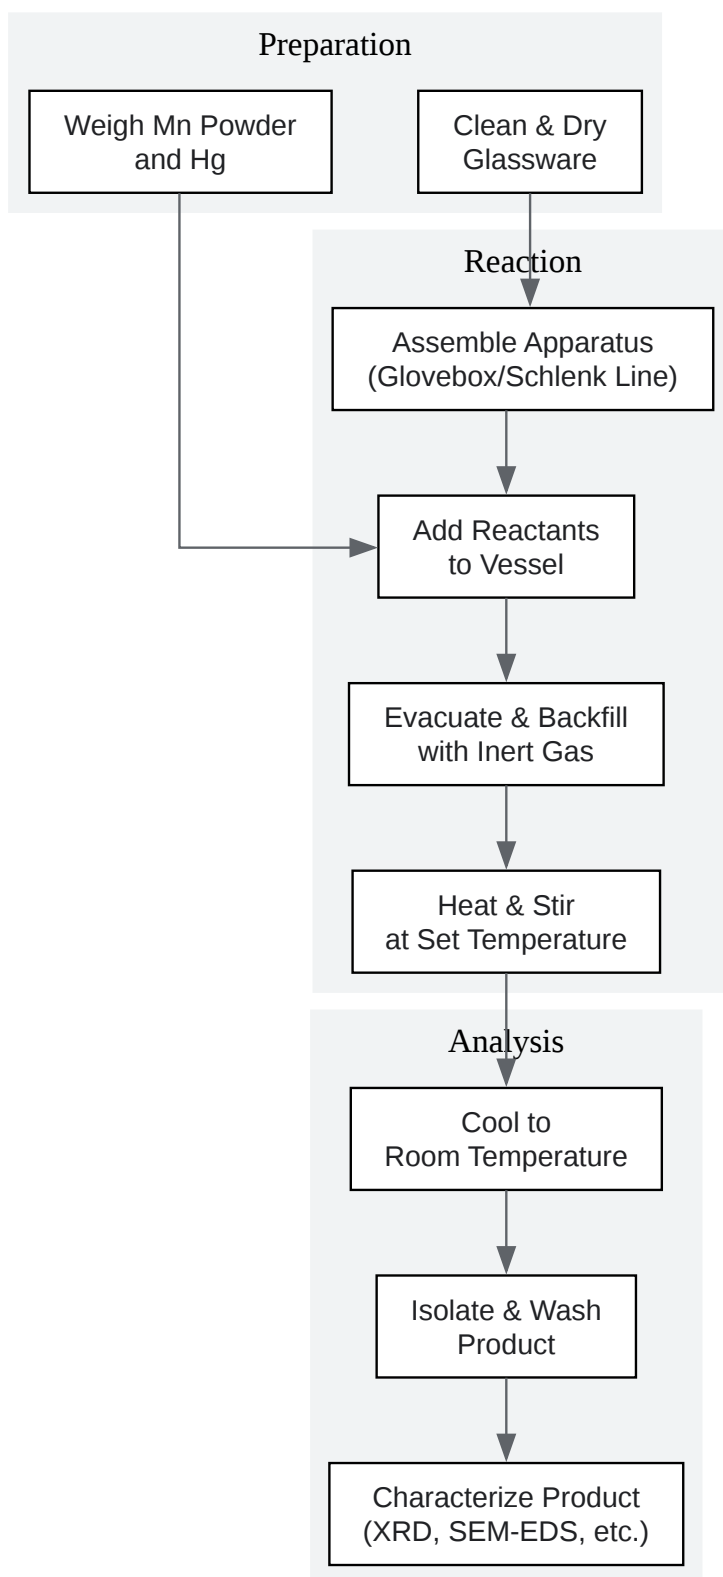 Preparation
Weigh Mn Powder
and Hg
Clean & Dry
Glassware
Reaction
Assemble Apparatus
(Glovebox/Schlenk Line)
Add Reactants
to Vessel
Evacuate & Backfill
with Inert Gas
Heat & Stir
at Set Temperature
Analysis
Cool to
Room Temperature
Isolate & Wash
Product
Characterize Product
(XRD, SEM-EDS, etc.)